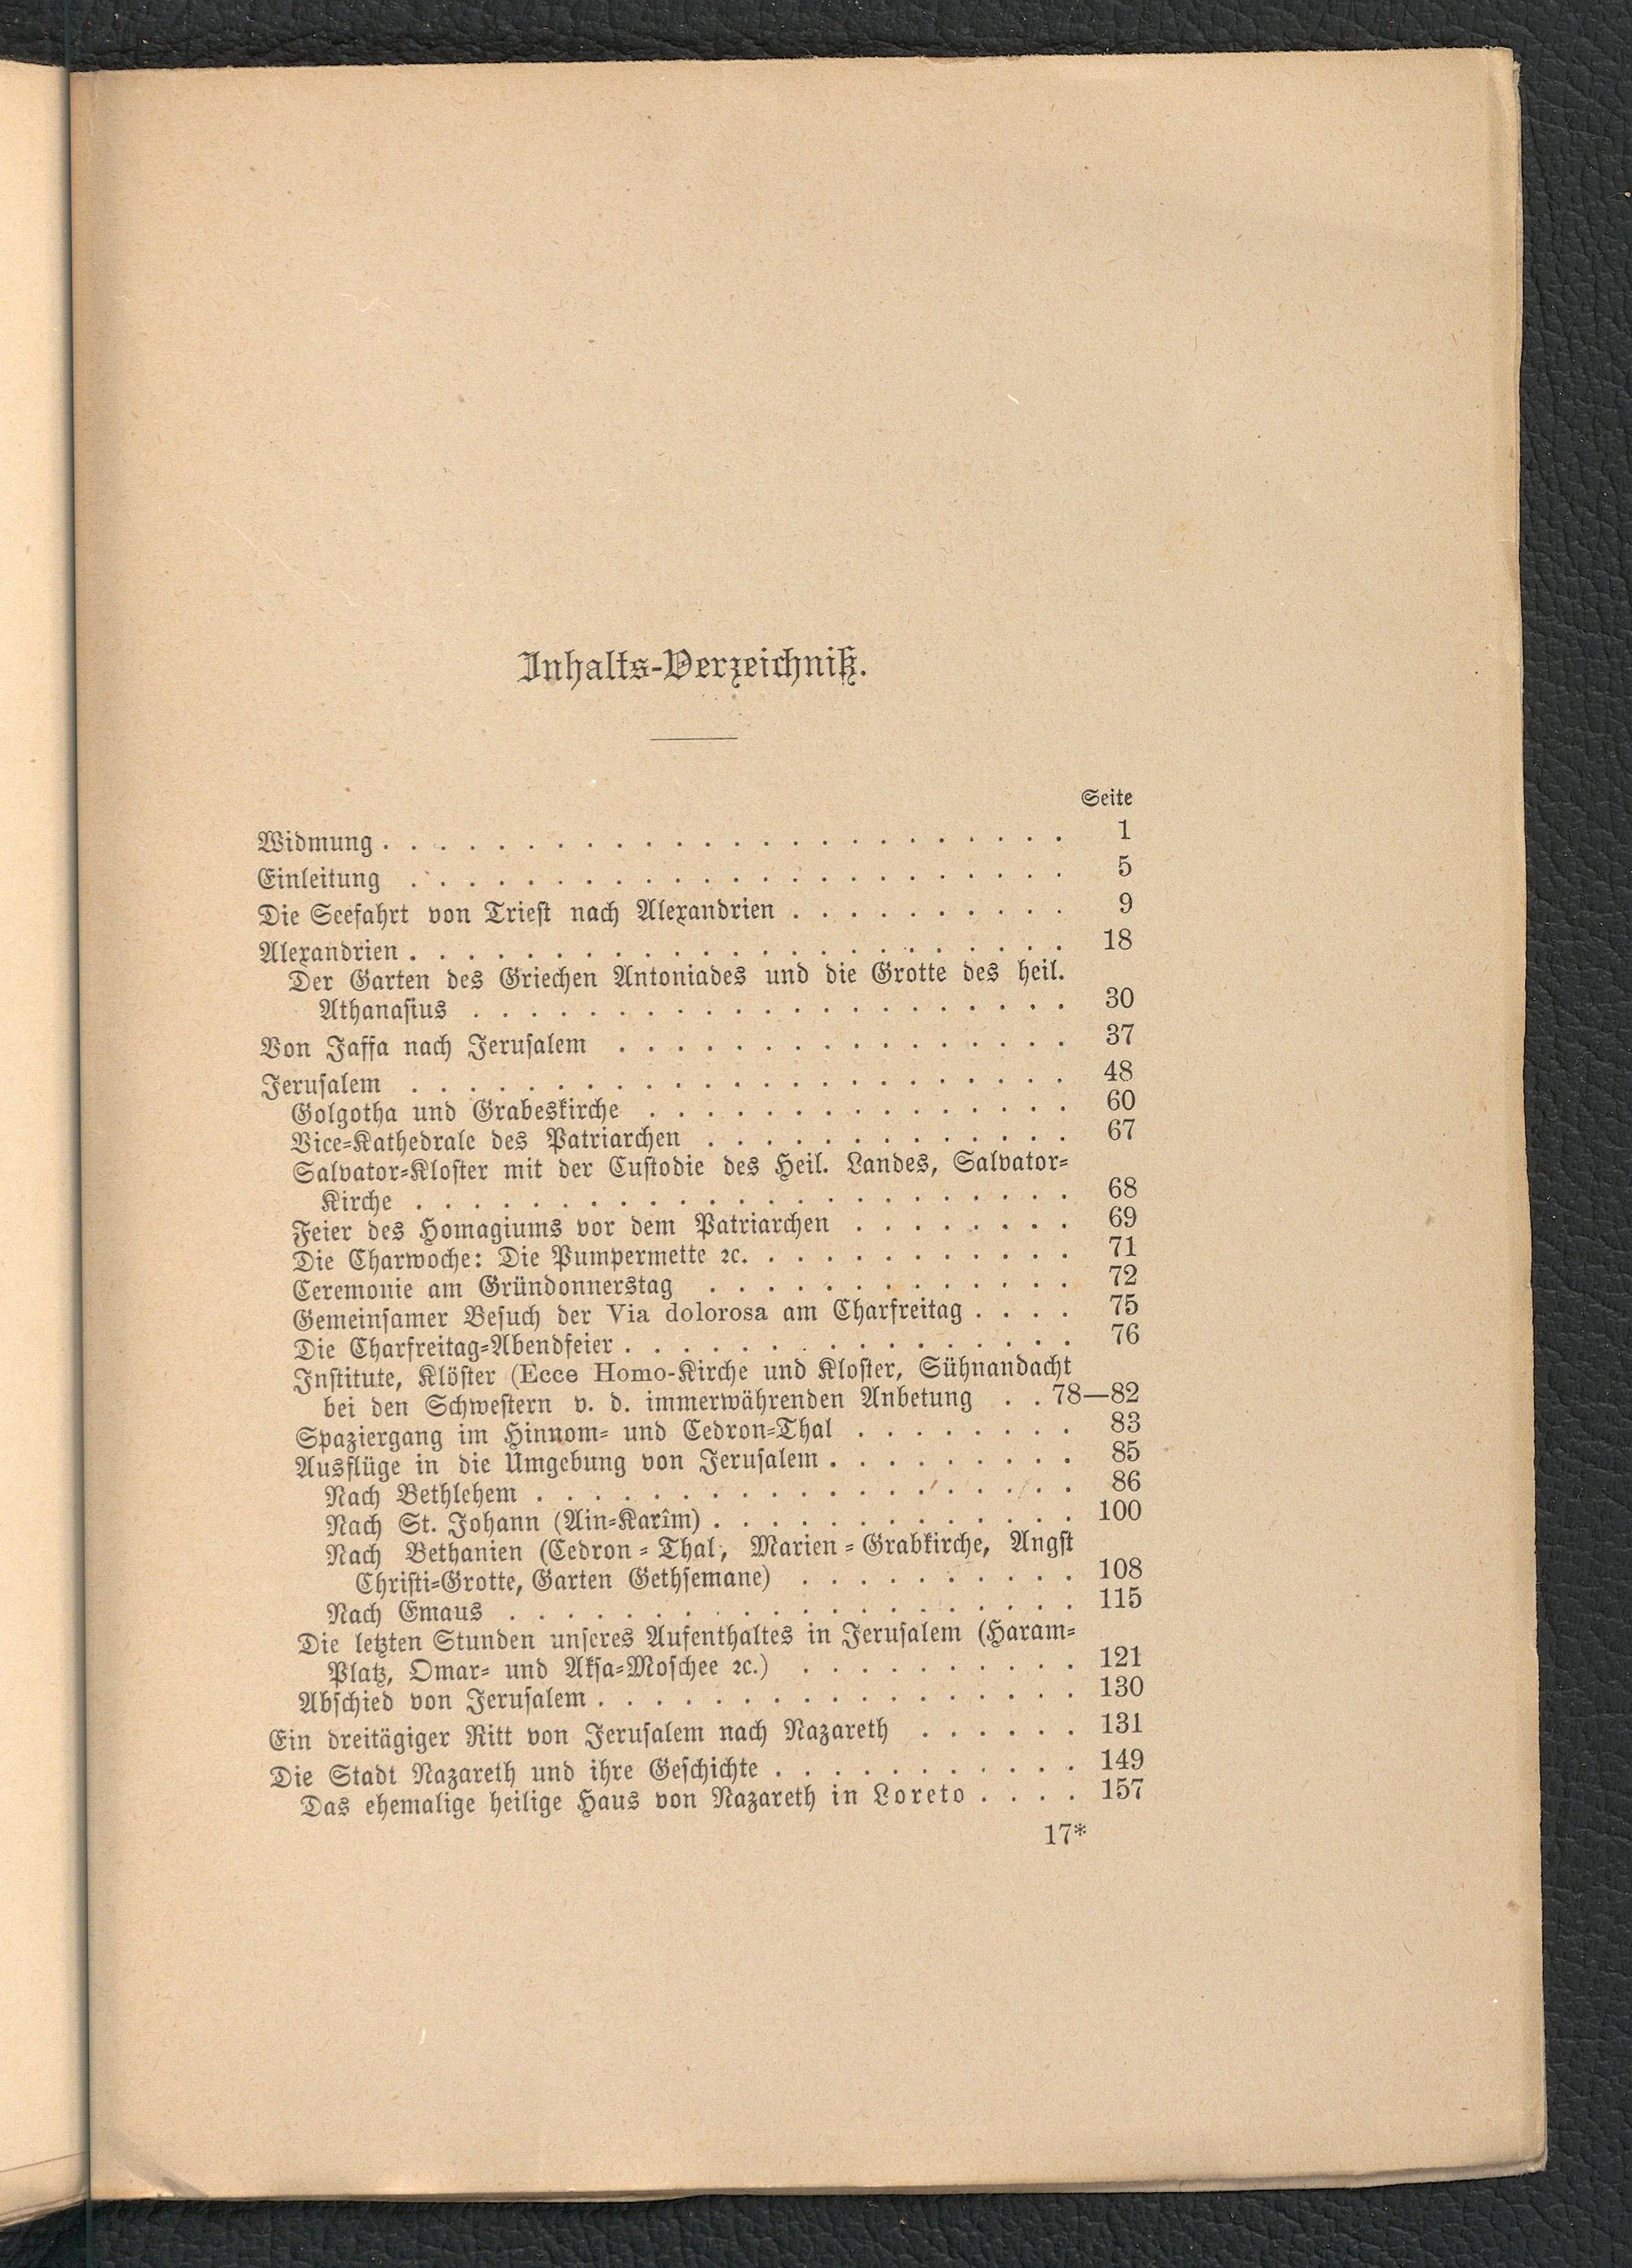 Inhalts-Verzeichniß.
Seite
Widmung . . . . . . . . . . . . . . . . . . . . . . . . 1
Einleitung . . . . . . . . . . . . . . . . . . . . . . . 5
Die Seefahrt von Triest nach Alexandrien . . . . . . . . . . 9
Alexandrien . . . . . . . . . . . . . . . . . . . . . . . 18
Der Garten des Griechen Antoniades und die Grotte des heil.
Athanasius . . . . . . . . . . . . . . . . . . . . . 30
Von Jaffa nach Jerusalem . . . . . . . . . . . . . . . . 37
Jerusalem . . . . . . . . . . . . . . . . . . . . . . . 48
Golgotha und Grabeskirche . . . . . . . . . . . . . . . 60
Vice-Kathedrale des Patriarchen . . . . . . . . . . . . . 67
Salvator-Kloster mit der Custodie des Heil. Landes, Salvator-
Kirche . . . . . . . . . . . . . . . . . . . . . . . 68
Feier des Homagiums vor dem Patriarchen . . . . . . . . 69
Die Charwoche: Die Pumpermette ꝛc. . . . . . . . . . . . 71
Ceremonie am Gründonnerstag . . . . . . . . . . . . . 72
Gemeinsamer Besuch der Via dolorosa am Charfreitag . . . . 75
Die Charfreitag-Abendfeier . . . . . . . . . . . . . . . . 76
Institute, Klöster (Ecce Homo-Kirche und Kloster, Sühnandacht
bei den Schwestern v. d. immerwährenden Anbetung . . 78—82
Spaziergang im Hinnom- und Cedron-Thal . . . . . . . . 83
Ausflüge in die Umgebung von Jerusalem . . . . . . . . . 85
Nach Bethlehem . . . . . . . . . . . . . . . . . . . 86
Nach St. Johann (Ain-Karîm) . . . . . . . . . . . . . 100
Nach Bethanien (Cedron-Thal, Marien-Grabkirche, Angst
Christi-Grotte, Garten Gethsemane) . . . . . . . . . . 108
Nach Emaus . . . . . . . . . . . . . . . . . . . . 115
Die letzten Stunden unseres Aufenthaltes in Jerusalem (Haram-
Platz, Omar- und Aksa-Moschee ꝛc.) . . . . . . . . . . 121
Abschied von Jerusalem . . . . . . . . . . . . . . . . . 130
Ein dreitägiger Ritt von Jerusalem nach Nazareth . . . . . . 131
Die Stadt Nazareth und ihre Geschichte . . . . . . . . . . . 149
Das ehemalige heilige Haus von Nazareth in Loreto . . . . 157
17*